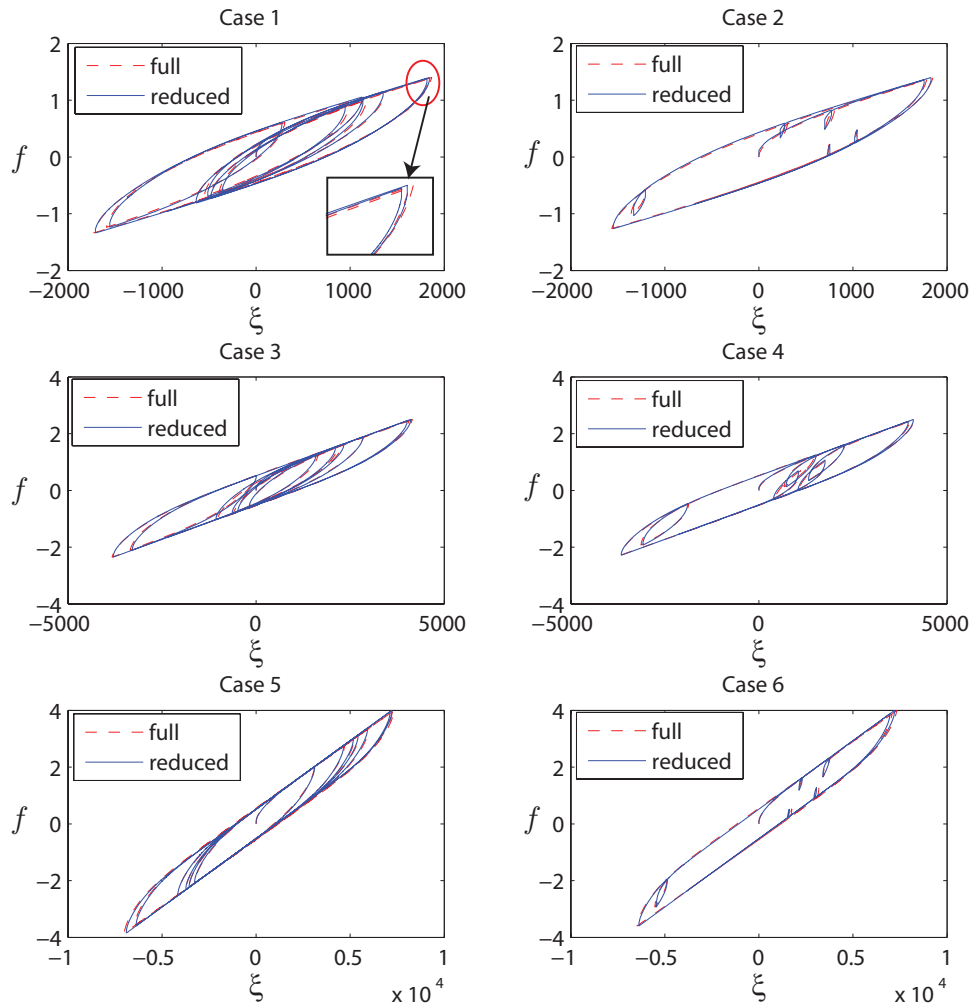 Case 1
full
reduced
2
1
0
−1
−2
f
−2000
−1000
0
1000
2000
ξ
Case 2
full
reduced
2
1
0
−1
−2
f
−2000
−1000
0
1000
2000
ξ
Case 3
full
reduced
4
2
0
−2
−4
f
−5000
0
5000
ξ
Case 4
full
reduced
4
2
0
−2
−4
f
−5000
0
5000
ξ
Case 5
full
reduced
4
2
0
−2
−4
f
−1
−0.5
0
0.5
1
ξ
x 10 4
Case 6
full
reduced
4
2
0
−2
−4
f
−1
−0.5
0
0.5
1
ξ
x 10 4